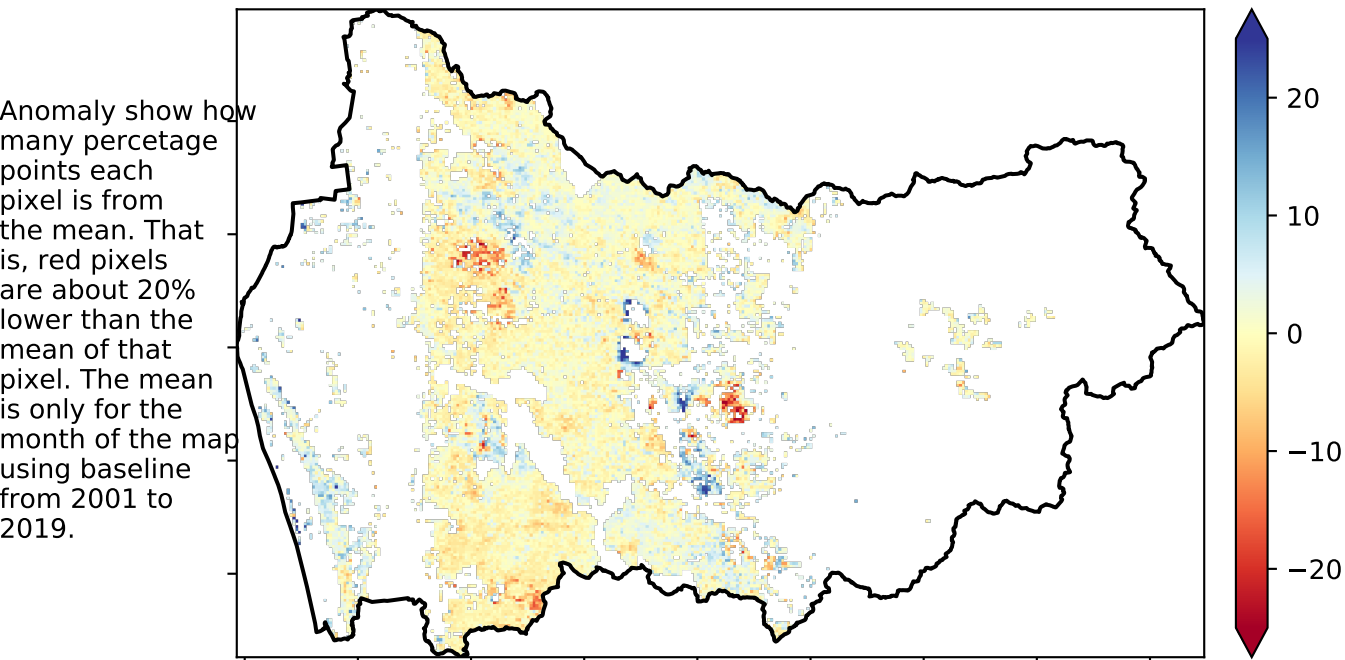 Anomaly show how
many percetage
points each
pixel is from
the mean. That
is, red pixels
are about 20%
lower than the
mean of that
pixel. The mean
is only for the
month of the map
using baseline
from 2001 to
2019.
20
10
0
−10
−20